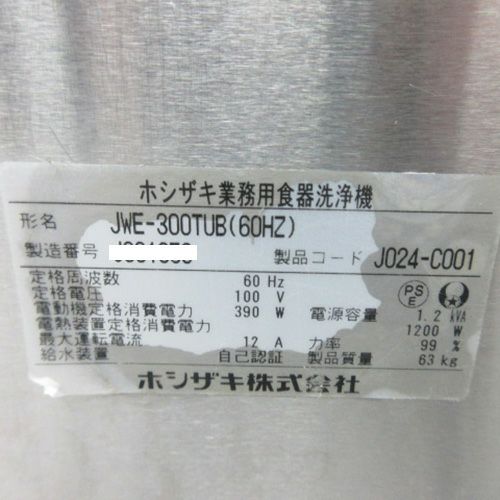 ホシザキ業務用食器洗浄機
形名 JWE-300TUB(60HZ)
製造番号 製品コード J024-C001
定格周波数 60 Hz
定格電圧 100 V
電動機定格消費電力 390 W 電源容量 1.2 kVA
電熱装置定格消費電力 1200 W
最大運転電流 12 A 力率 99 %
給水装置 自己認証 製品質量 63 kg
PSE
ホシザキ株式会社